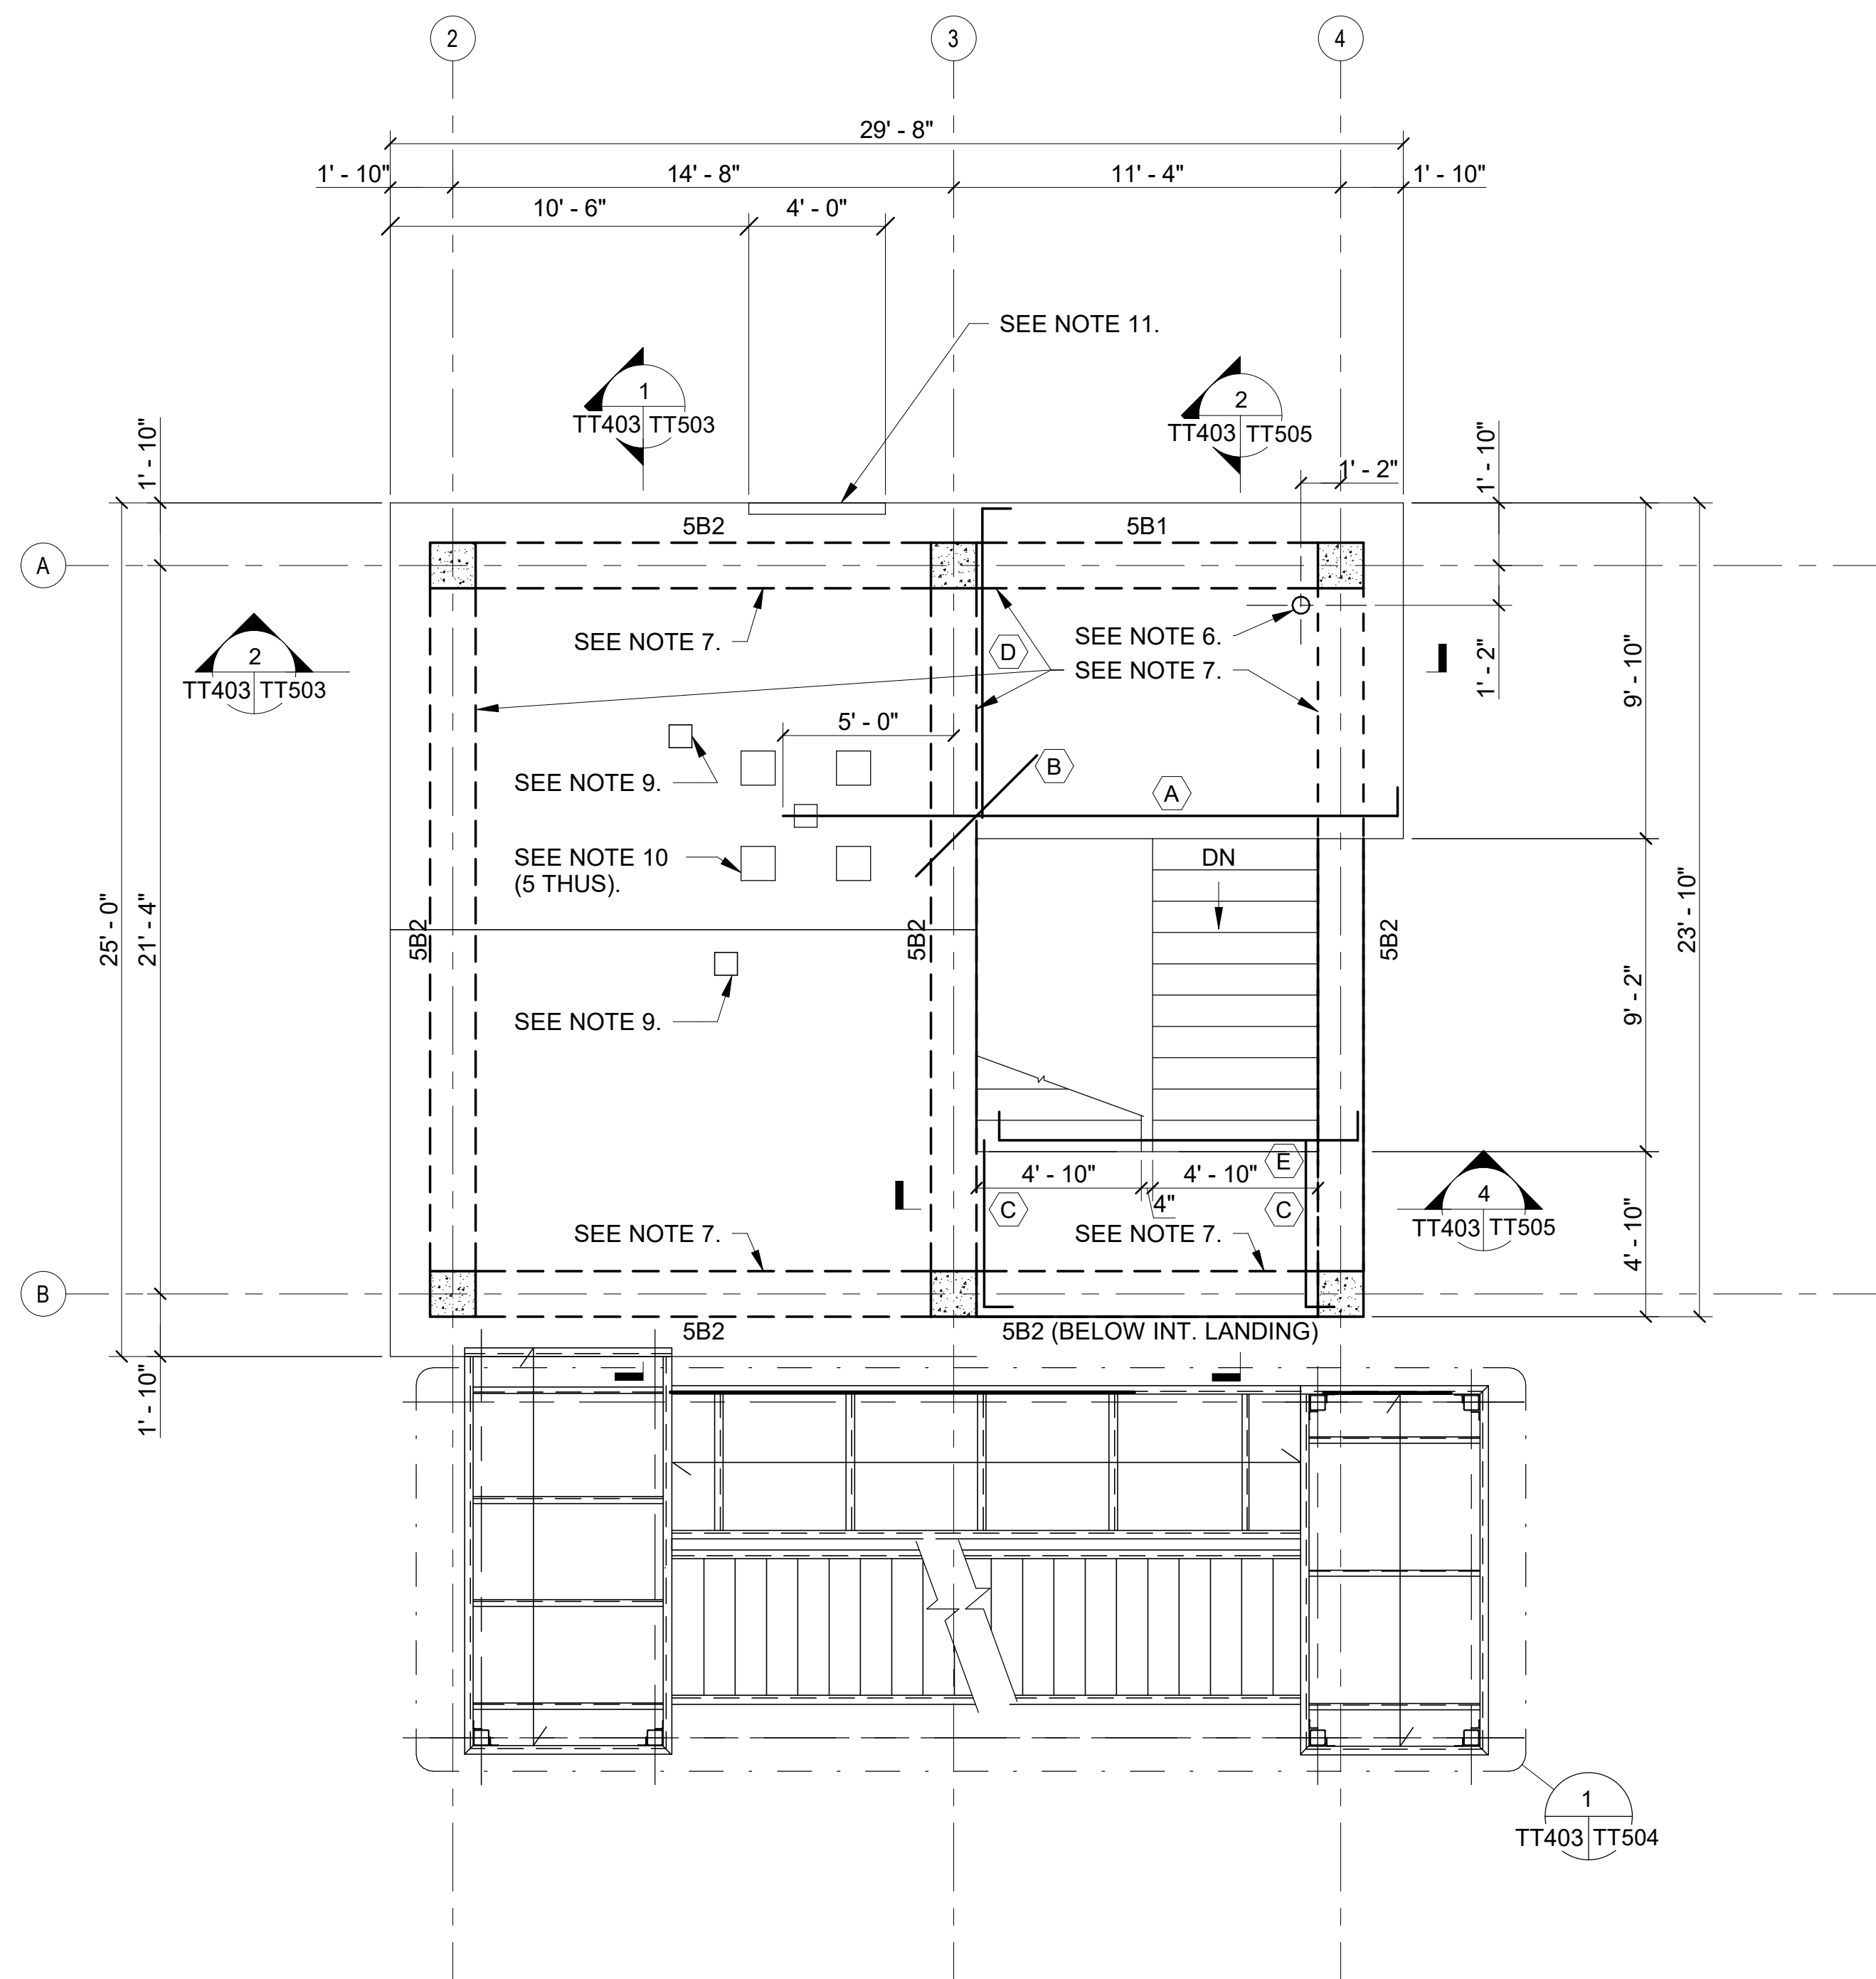 2
3
4
29' - 8"
1' - 10"
14' - 8"
11' - 4"
1' - 10"
10' - 6"
4' - 0"
SEE NOTE 11.
1
TT403
TT503
2
TT403
TT505
1' - 10"
1' - 2"
1' - 10"
5B2
5B1
A
SEE NOTE 7.
D
SEE NOTE 6.
SEE NOTE 7.
2
TT403
TT503
1' - 2"
9' - 10"
5' - 0"
SEE NOTE 9.
B
A
SEE NOTE 10
(5 THUS).
DN
25' - 0"
21' - 4"
5B2
5B2
5B2
23' - 10"
9' - 2"
SEE NOTE 9.
4' - 10"
4' - 10"
E
4"
C
C
4
TT403
TT505
4' - 10"
SEE NOTE 7.
SEE NOTE 7.
B
5B2
5B2 (BELOW INT. LANDING)
1' - 10"
1
TT403
TT504